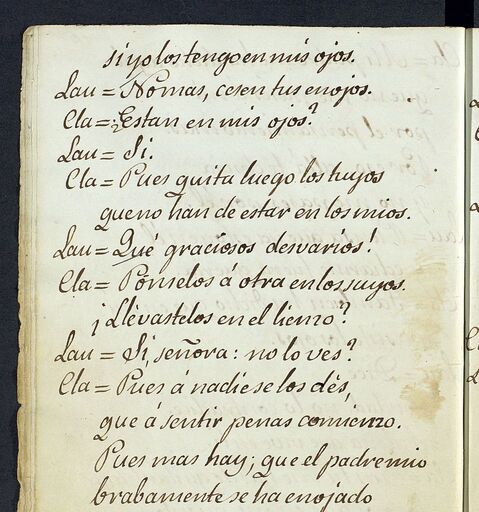 si yo los tengo en mis ojos.
Lau = No mas, cesen tus enojos.
Cla = ¿Estan en mis ojos?
Lau = Si.
Cla = Pues quita luego los tuyos
que no han de estar en los mios.
Lau = Qué graciosos desvarios!
Cla = Pónselos á otra en los suyos.
¡Llévastelos en el lienzo?
Lau = Si, señora: no lo ves?
Cla = Pues á nadie se los dés,
que á sentir penas comienzo.
Pues mas hay; que el padre mio
brabamente se ha enojado